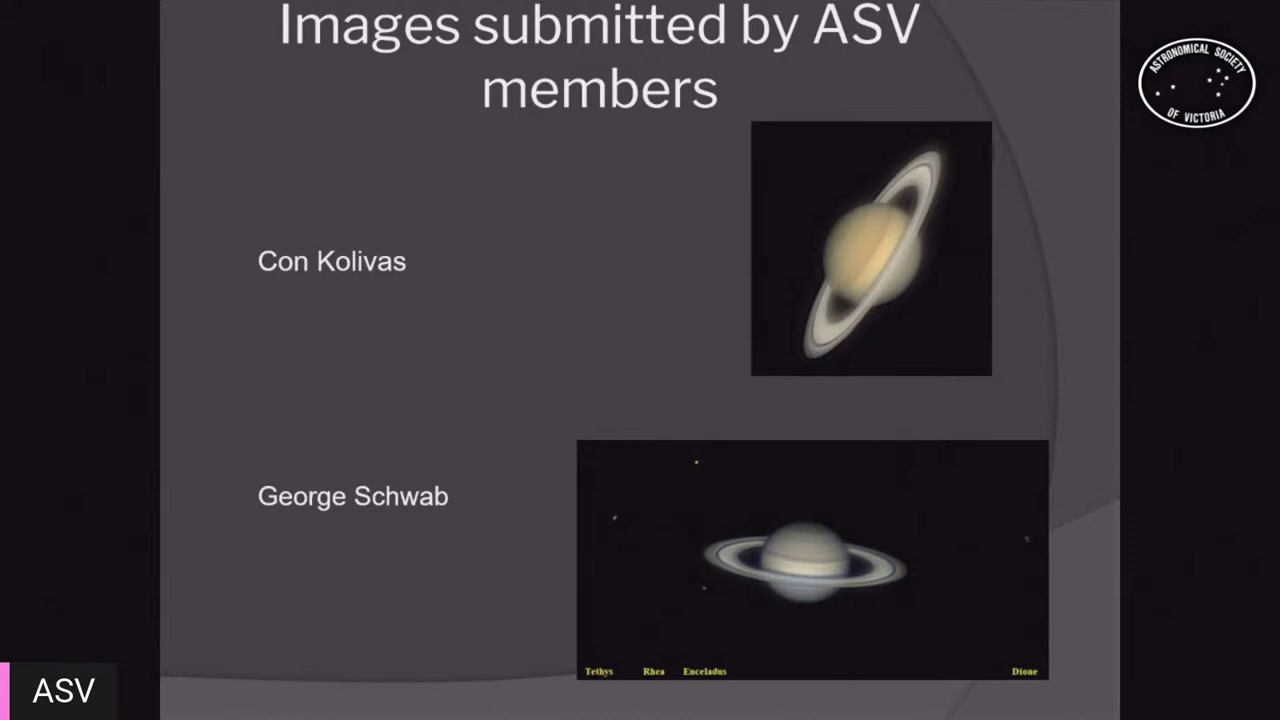 Images submitted by ASV
members
ASTRONOMICAL SOCIETY
OF VICTORIA
Con Kolivas
George Schwab
Tethys Rhea Enceladus Dione
ASV